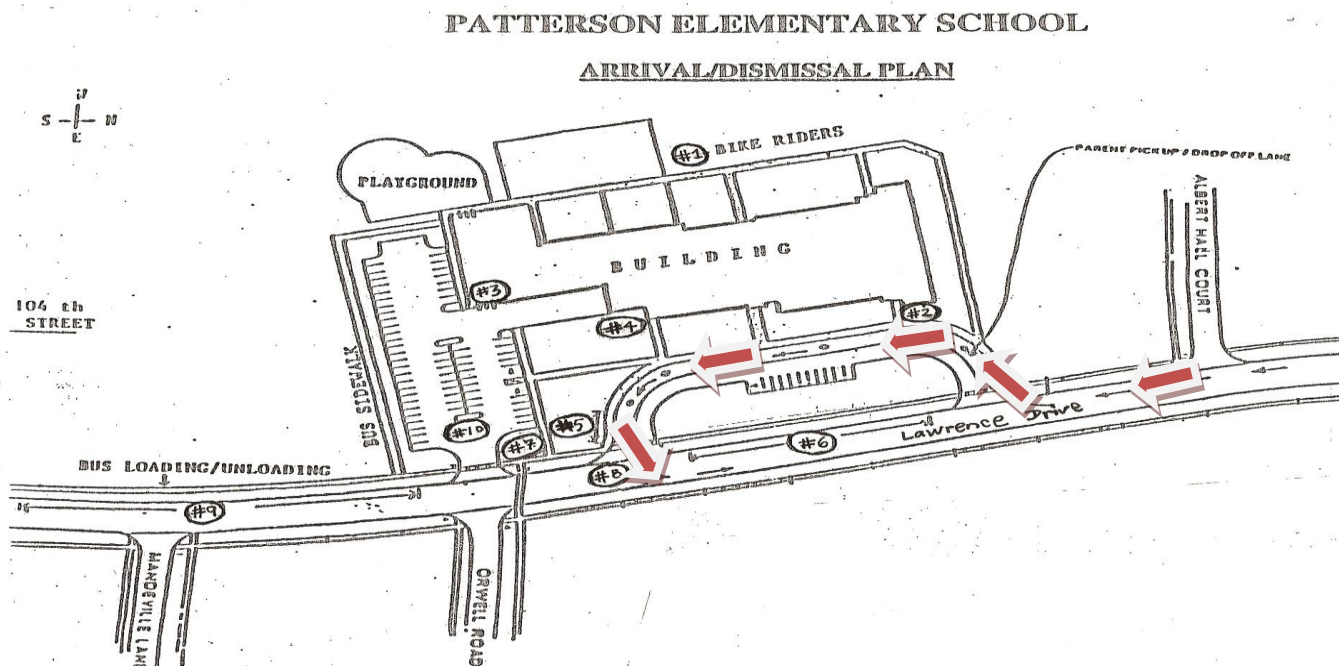 PATTERSON ELEMENTARY SCHOOL
ARRIVAL/DISMISSAL PLAN
W
S N
E
#1 BIKE RIDERS
PARENT PICK UP / DROP OFF LANE
PLAYGROUND
ALBERT HAHL COURT
BUILDING
#3
104 th
STREET
#2
#4
BUS SIDEWALK
Lawrence Drive
#5
#10
#7
#6
BUS LOADING/UNLOADING
#8
#9
MANDEVILLE LANE
ORWELL ROAD